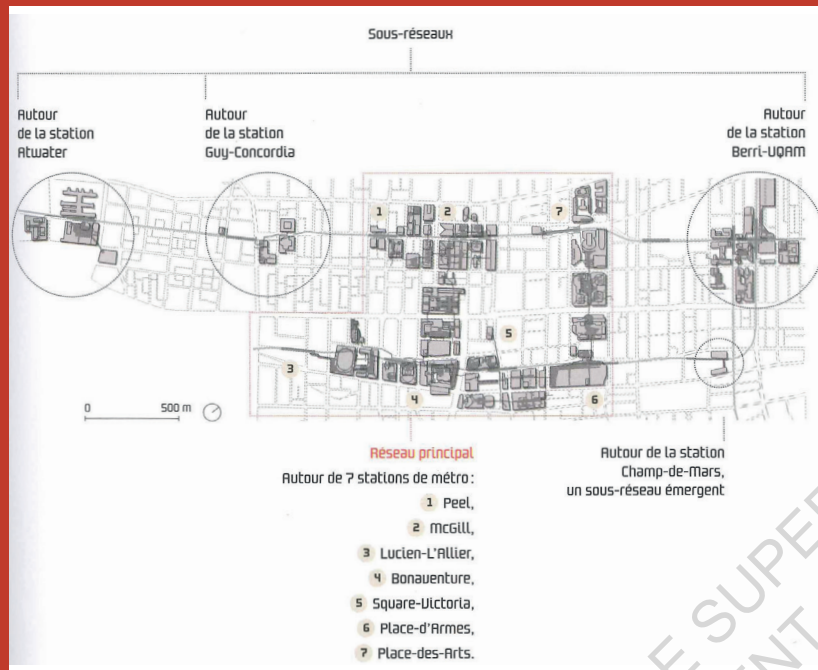 Sous-réseaux
Autour
de la station
Atwater
Autour
de la station
Guy-Concordia
Autour
de la station
Berri-UQAM
1
2
7
5
3
4
6
0
500 m
Réseau principal
Autour de 7 stations de métro :
1 Peel,
2 McGill,
3 Lucien-L'Allier,
4 Bonaventure,
5 Square-Victoria,
6 Place-d'Armes,
7 Place-des-Arts.
Autour de la station
Champ-de-Mars,
un sous-réseau émergent